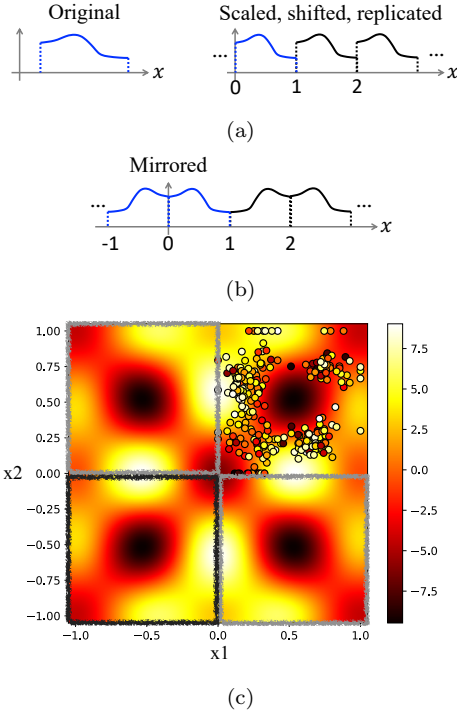 Original
Scaled, shifted, replicated
x
... 0 1 2 ... x
(a)
Mirrored
... -1 0 1 2 ... x
(b)
1.00
0.75
0.50
0.25
0.00
−0.25
−0.50
−0.75
−1.00
x2
−1.0 −0.5 0.0 0.5 1.0
x1
7.5
5.0
2.5
0.0
−2.5
−5.0
−7.5
(c)